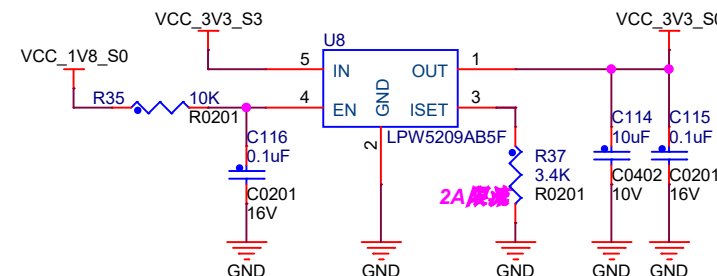 VCC_3V3_S3
VCC_3V3_S0
VCC_1V8_S0
U8
5 IN OUT 1
4 EN ISET 3
GND
2
LPW5209AB5F
R35 10K
R0201
C116
0.1uF
C0201
16V
R37
3.4K
R0201
2A限流
C114
10uF
C0402
10V
C115
0.1uF
C0201
16V
GND
GND
GND
GND
GND